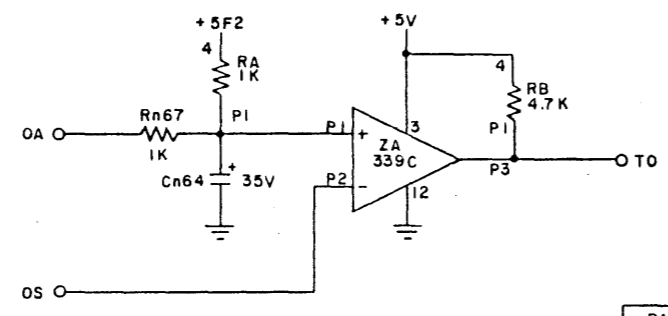 +5F2
+5V
4
RA
1K
4
RB
4.7K
Rn67
P1
P1
OA
P1
+
3
1K
ZA
339C
Cn64
+
35V
P2
-
12
P3
TO
OS